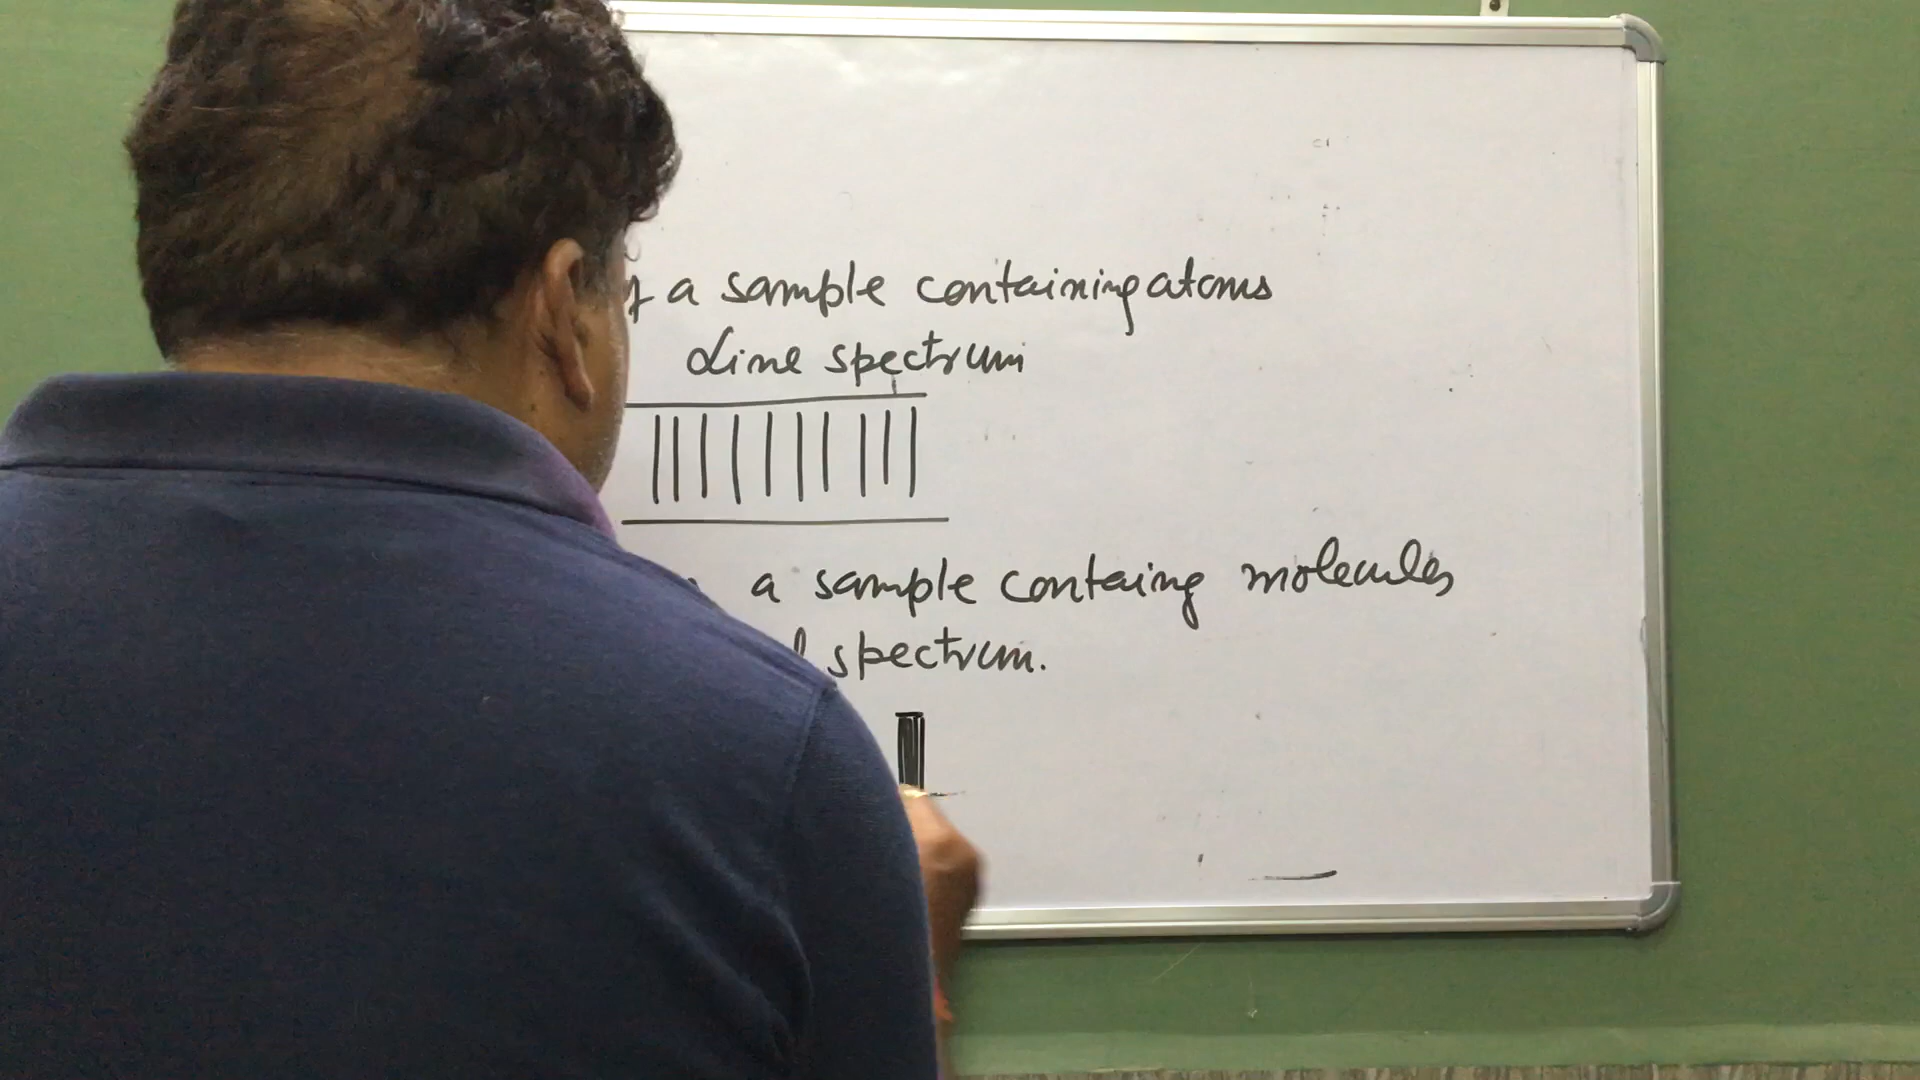 a sample containing atoms
Line spectrum
a sample containg molecules
spectrum.